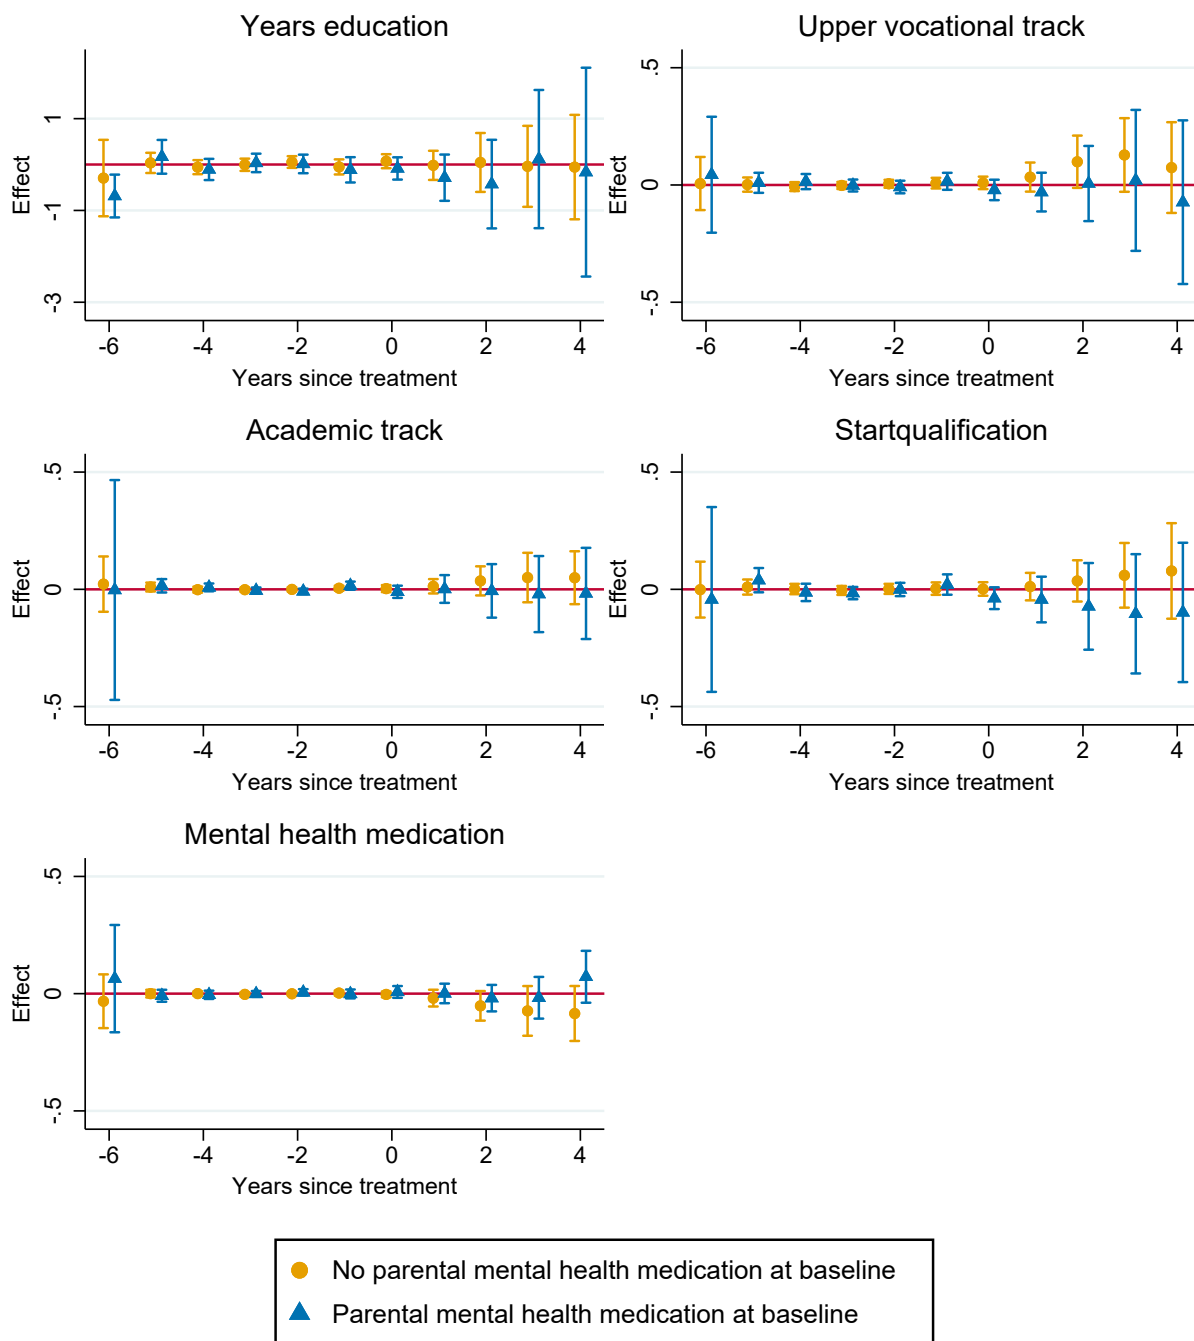 Years education
1
-1
-3
Effect
-6 -4 -2 0 2 4
Years since treatment
Upper vocational track
.5
0
-.5
Effect
-6 -4 -2 0 2 4
Years since treatment
Academic track
.5
0
-.5
Effect
-6 -4 -2 0 2 4
Years since treatment
Startqualification
.5
0
-.5
Effect
-6 -4 -2 0 2 4
Years since treatment
Mental health medication
.5
0
-.5
Effect
-6 -4 -2 0 2 4
Years since treatment
No parental mental health medication at baseline
Parental mental health medication at baseline